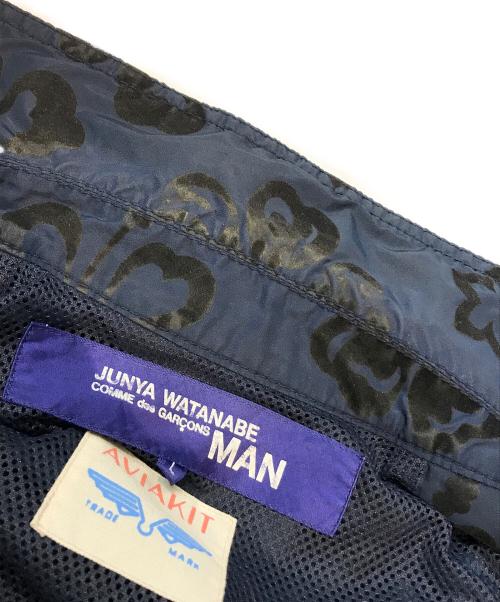 JUNYA WATANABE
COMME des GARÇONS
MAN
L
AVIAKIT
TRADE MARK